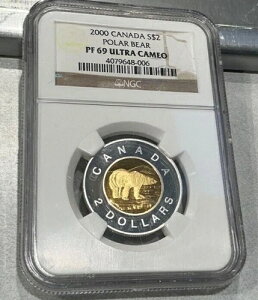 2000 CANADA S$2
POLAR BEAR
PF 69 ULTRA CAMEO
4079648-006
NGC
CANADA
2 DOLLARS